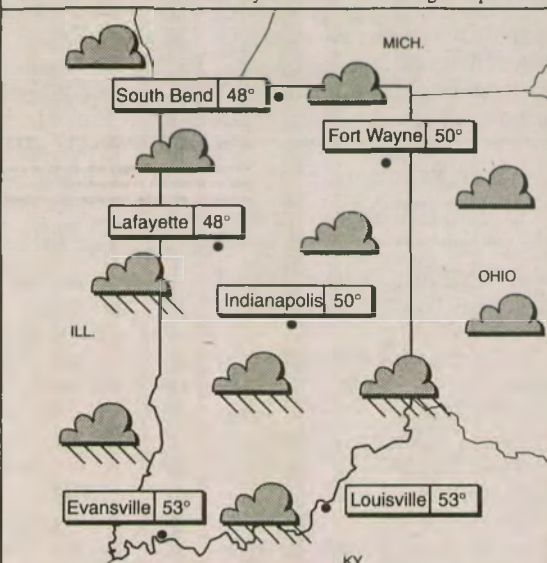 MICH.
South Bend 48°
Fort Wayne 50°
Lafayette 48°
OHIO
Indianapolis 50°
ILL.
Evansville 53°
Louisville 53°
KY